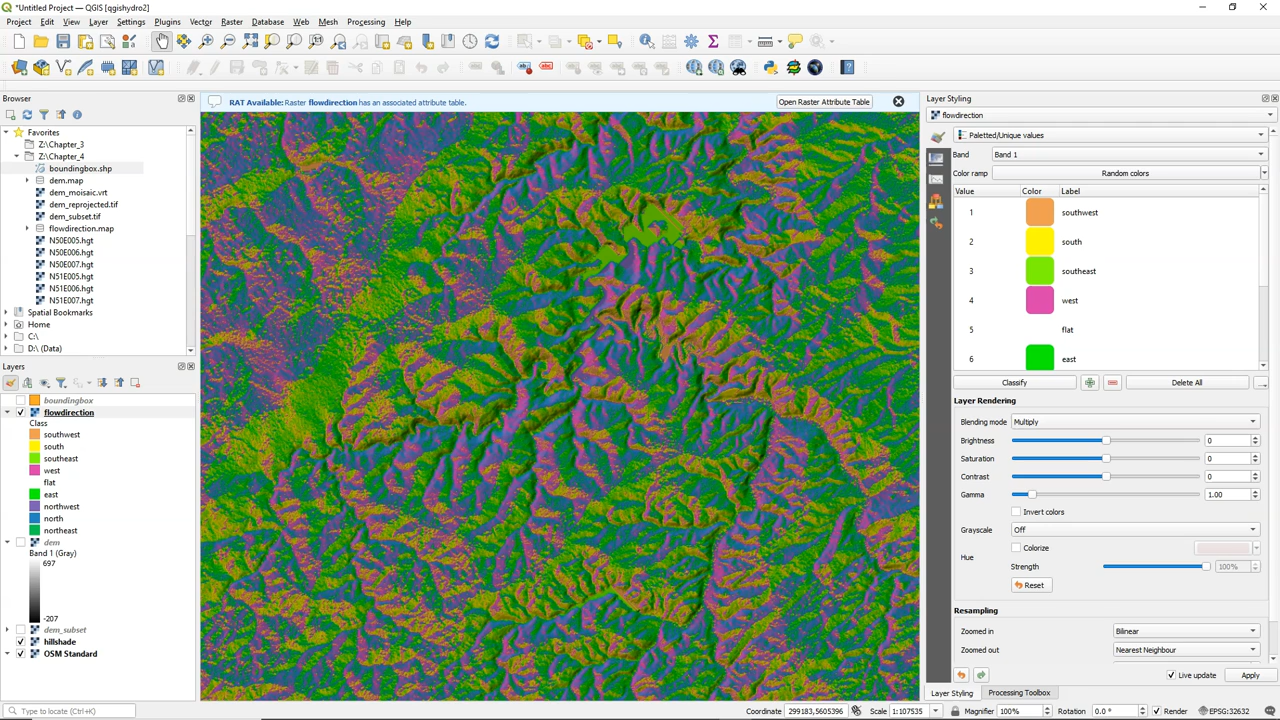 *Untitled Project — QGIS [qgishydro2]
Project Edit View Layer Settings Plugins Vector Raster Database Web Mesh Processing Help
Browser
Favorites
Z:\Chapter_3
Z:\Chapter_4
boundingbox.shp
dem.map
dem_moisaic.vrt
dem_reprojected.tif
dem_subset.tif
flowdirection.map
N50E005.hgt
N50E006.hgt
N50E007.hgt
N51E005.hgt
N51E006.hgt
N51E007.hgt
Spatial Bookmarks
Home
C:\
D:\ (Data)
Layers
boundingbox
flowdirection
Class
southwest
south
southeast
west
flat
east
northwest
north
northeast
dem
Band 1 (Gray)
697
-207
dem_subset
hillshade
OSM Standard
RAT Available: Raster flowdirection has an associated attribute table.
Open Raster Attribute Table
Layer Styling
flowdirection
Paletted/Unique values
Band Band 1
Color ramp Random colors
Value Color Label
1 southwest
2 south
3 southeast
4 west
5 flat
6 east
Classify Delete All
Layer Rendering
Blending mode Multiply
Brightness 0
Saturation 0
Contrast 0
Gamma 1.00
Invert colors
Grayscale Off
Hue Colorize
Strength 100%
Reset
Resampling
Zoomed in Bilinear
Zoomed out Nearest Neighbour
Live update Apply
Layer Styling Processing Toolbox
Type to locate (Ctrl+K)
Coordinate 299183,5605396 Scale 1:107535 Magnifier 100% Rotation 0.0 ° Render EPSG:32632